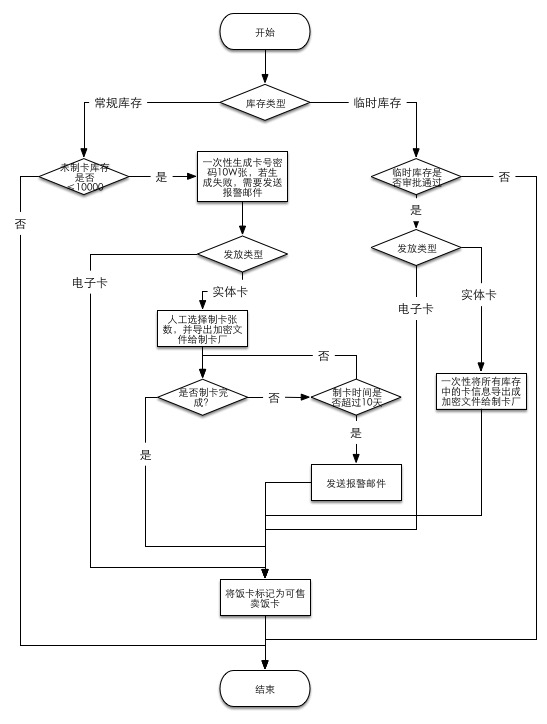 开始
库存类型
常规库存
临时库存
未制卡库存
是否
<10000
是
一次性生成卡号密
码10W张，若生
成失败，需要发送
报警邮件
临时库存是
否审批通过
否
否
是
发放类型
发放类型
电子卡
实体卡
电子卡
实体卡
人工选择制卡张
数，并导出加密文
件给制卡厂
否
是否制卡完
成?
否
制卡时间是
否超过10天
一次性将所有库存
中的卡信息导出成
加密文件给制卡厂
是
是
发送报警邮件
将饭卡标记为可售
卖饭卡
结束